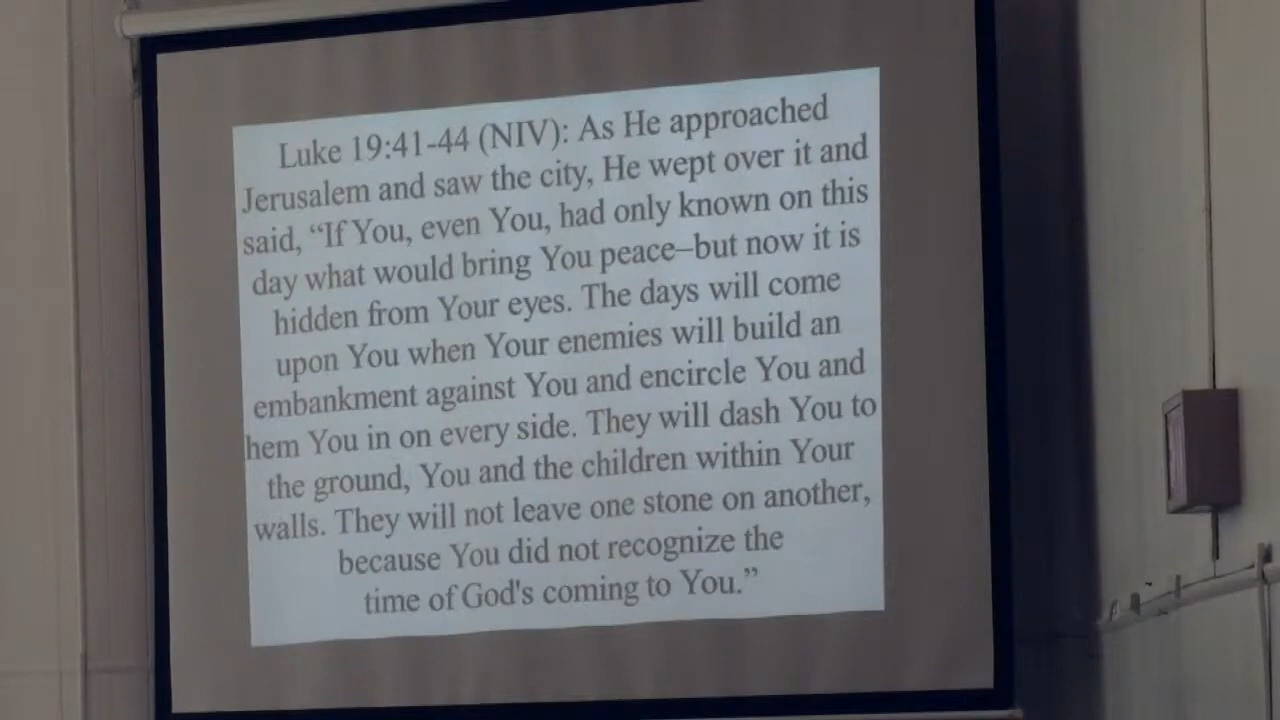 Luke 19:41-44 (NIV): As He approached
Jerusalem and saw the city, He wept over it and
said, “If You, even You, had only known on this
day what would bring You peace–but now it is
hidden from Your eyes. The days will come
upon You when Your enemies will build an
embankment against You and encircle You and
hem You in on every side. They will dash You to
the ground, You and the children within Your
walls. They will not leave one stone on another,
because You did not recognize the
time of God's coming to You.”